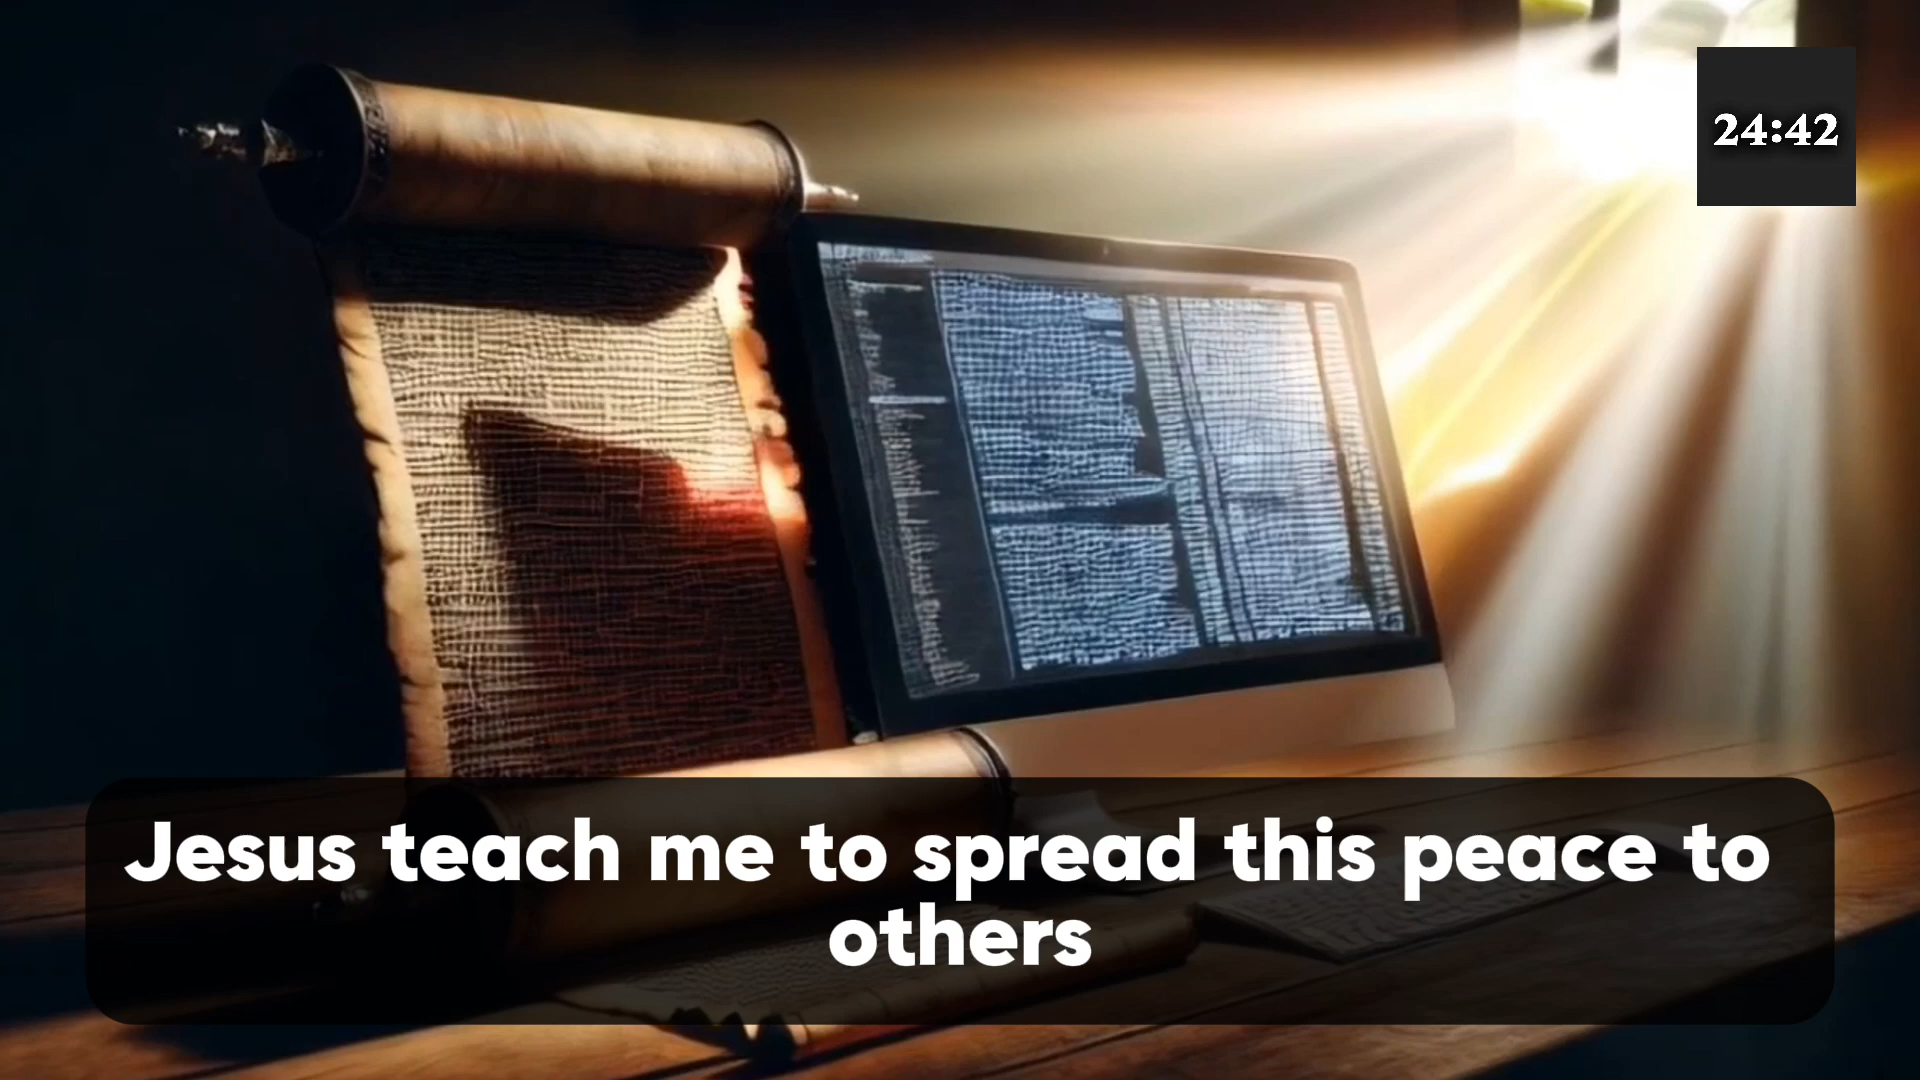 24:42
Jesus teach me to spread this peace to
others